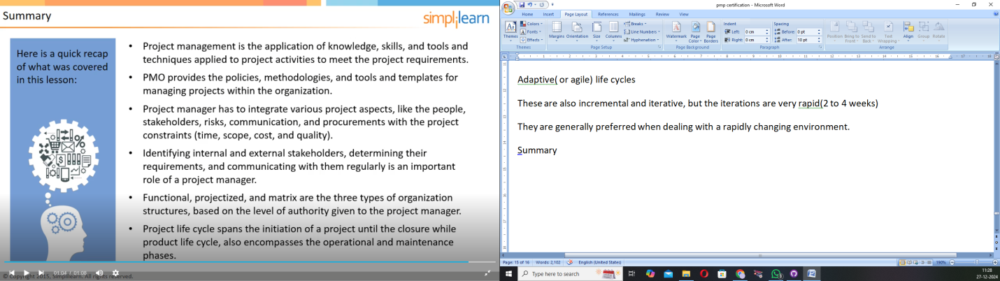 Summary
simplilearn
Here is a quick recap
of what was covered
in this lesson:
• Project management is the application of knowledge, skills, and tools and
techniques applied to project activities to meet the project requirements.
• PMO provides the policies, methodologies, and tools and templates for
managing projects within the organization.
• Project manager has to integrate various project aspects, like the people,
stakeholders, risks, communication, and procurements with the project
constraints (time, scope, cost, and quality).
• Identifying internal and external stakeholders, determining their
requirements, and communicating with them regularly is an important
role of a project manager.
• Functional, projectized, and matrix are the three types of organization
structures, based on the level of authority given to the project manager.
• Project life cycle spans the initiation of a project until the closure while
product life cycle, also encompasses the operational and maintenance
phases.
01:04 / 01:06
© Copyright 2015, Simplilearn. All rights reserved.
pmp certification - Microsoft Word
Home Insert Page Layout References Mailings Review View
Themes
Colors
Fonts
Effects
Themes
Margins Orientation Size Columns
Breaks
Line Numbers
Hyphenation
Page Setup
Watermark Page Color Page Borders
Page Background
Indent
Left: 0 cm
Right: 0 cm
Spacing
Before: 0 pt
After: 10 pt
Paragraph
Position Bring to Front Send to Back Text Wrapping Align Group Rotate
Arrange
Adaptive( or agile) life cycles
These are also incremental and iterative, but the iterations are very rapid(2 to 4 weeks)
They are generally preferred when dealing with a rapidly changing environment.
Summary
Page: 15 of 16 Words: 2,102 English (United States) 190%
Type here to search
11:28
27-12-2024